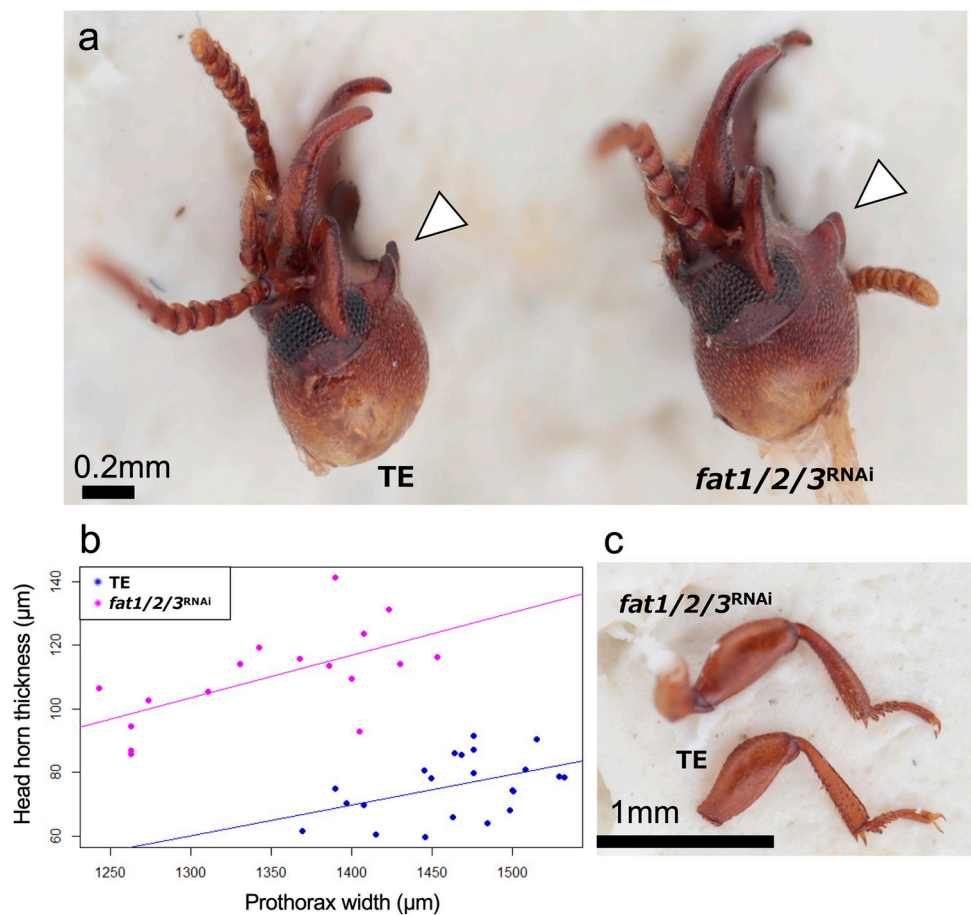 a
0.2mm
TE
fat1/2/3RNAi
b
TE
fat1/2/3RNAi
Head horn thickness (μm)
140
120
100
80
60
1250
1300
1350
1400
1450
1500
Prothorax width (μm)
c
fat1/2/3RNAi
TE
1mm